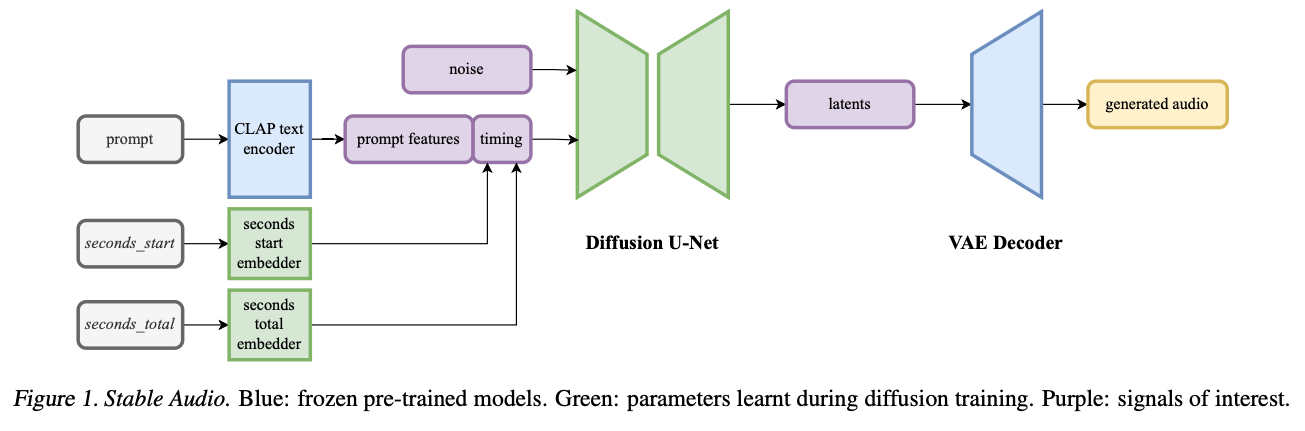 noise
prompt
CLAP text
encoder
prompt features
timing
latents
generated audio
seconds_start
seconds
start
embedder
Diffusion U-Net
VAE Decoder
seconds_total
seconds
total
embedder
Figure 1. Stable Audio. Blue: frozen pre-trained models. Green: parameters learnt during diffusion training. Purple: signals of interest.